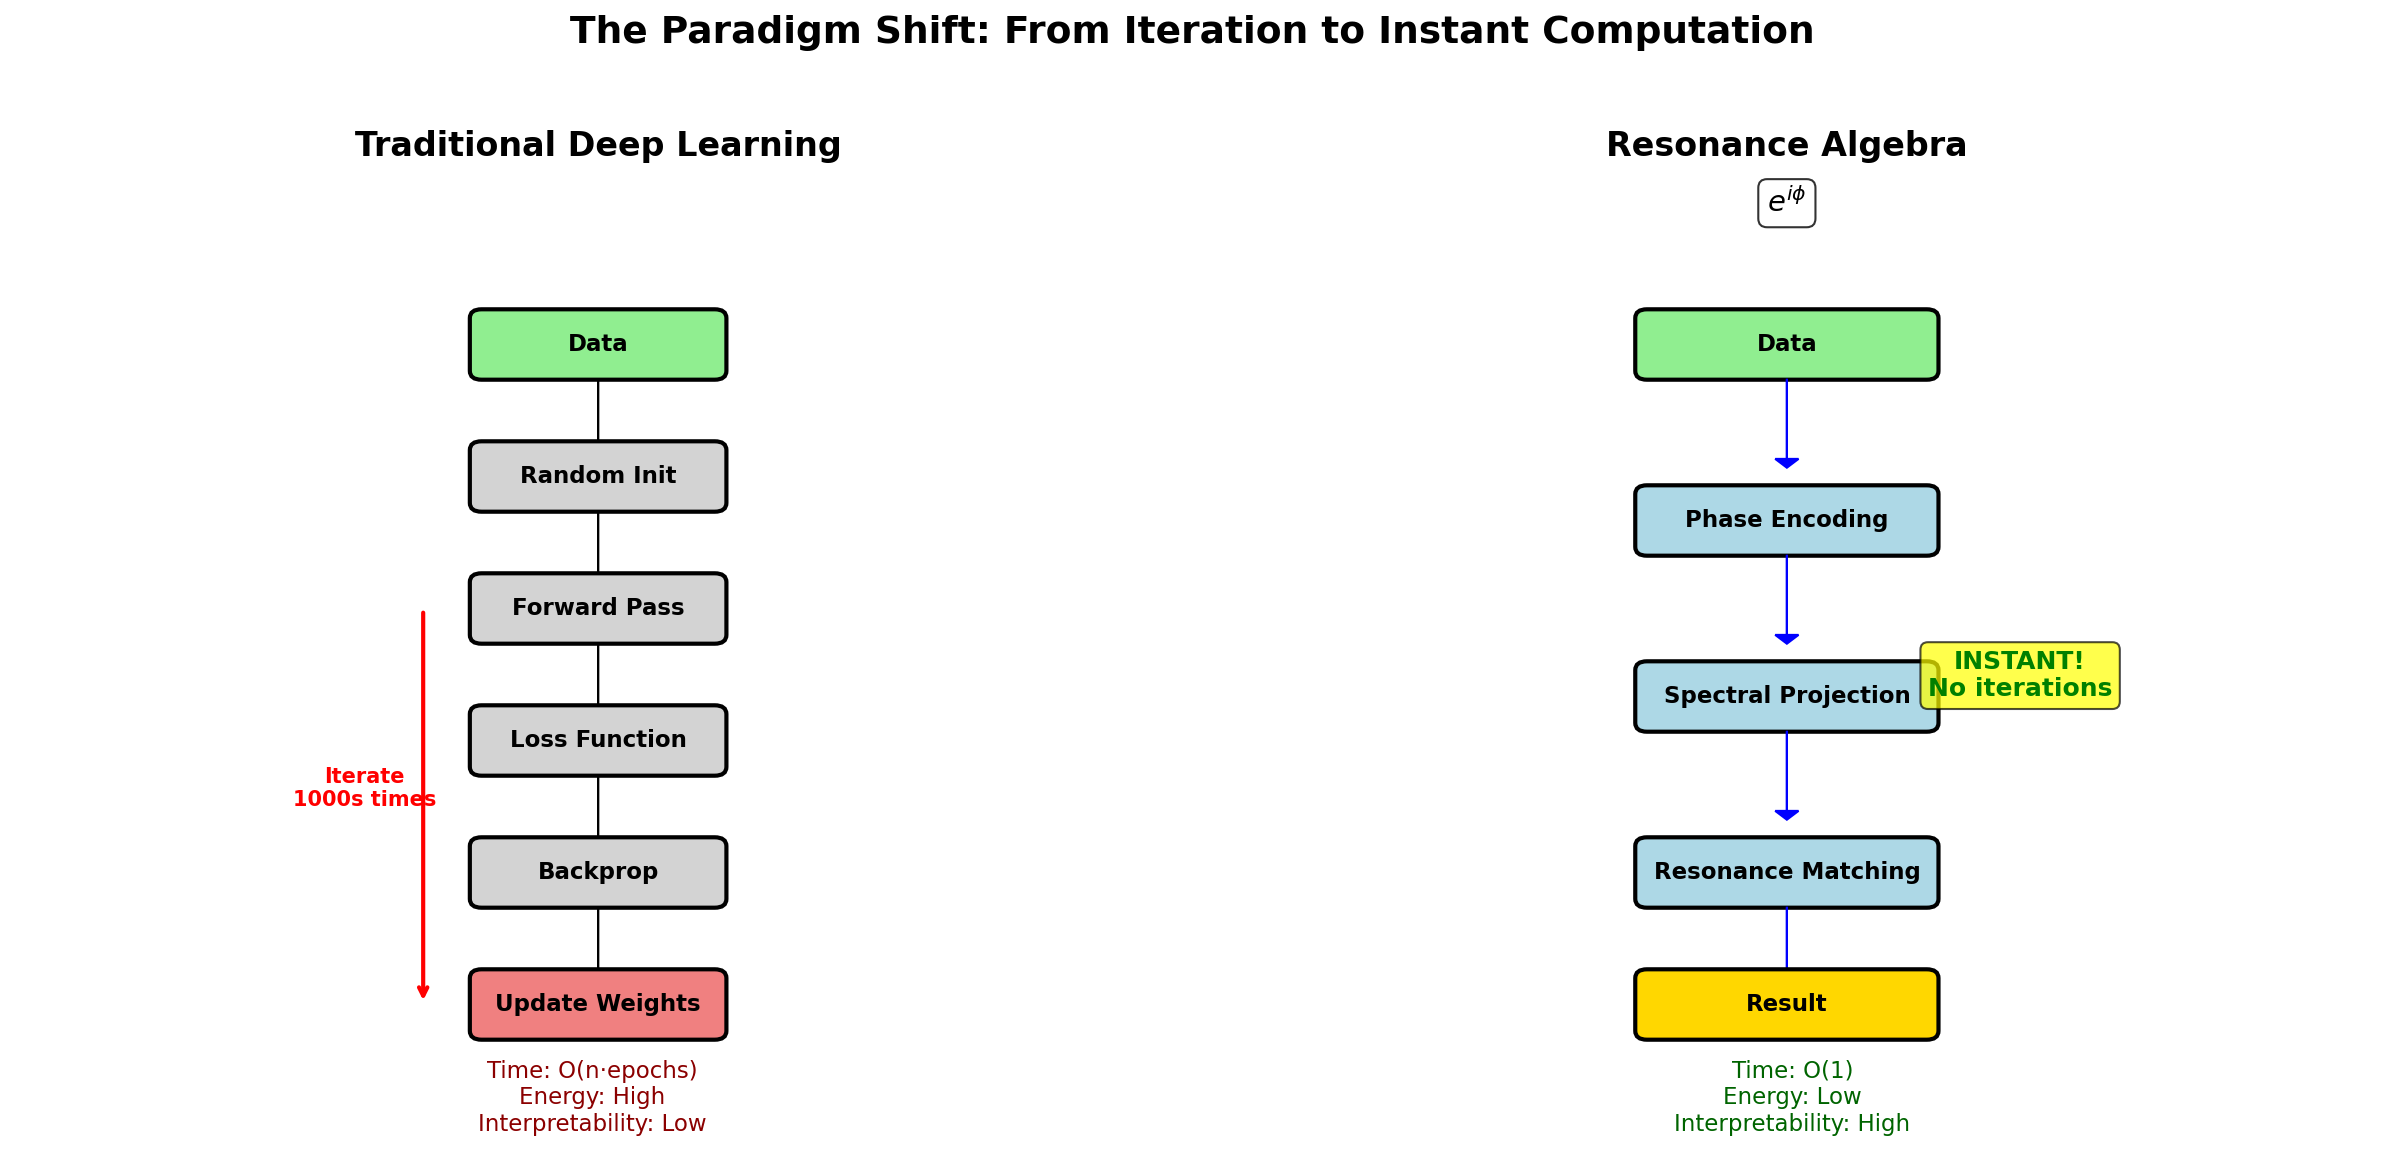 The Paradigm Shift: From Iteration to Instant Computation
Traditional Deep Learning
Data
Random Init
Forward Pass
Loss Function
Iterate
1000s times
Backprop
Update Weights
Time: O(n·epochs)
Energy: High
Interpretability: Low
Resonance Algebra
e^{iϕ}
Data
Phase Encoding
Spectral Projection
INSTANT!
No iterations
Resonance Matching
Result
Time: O(1)
Energy: Low
Interpretability: High